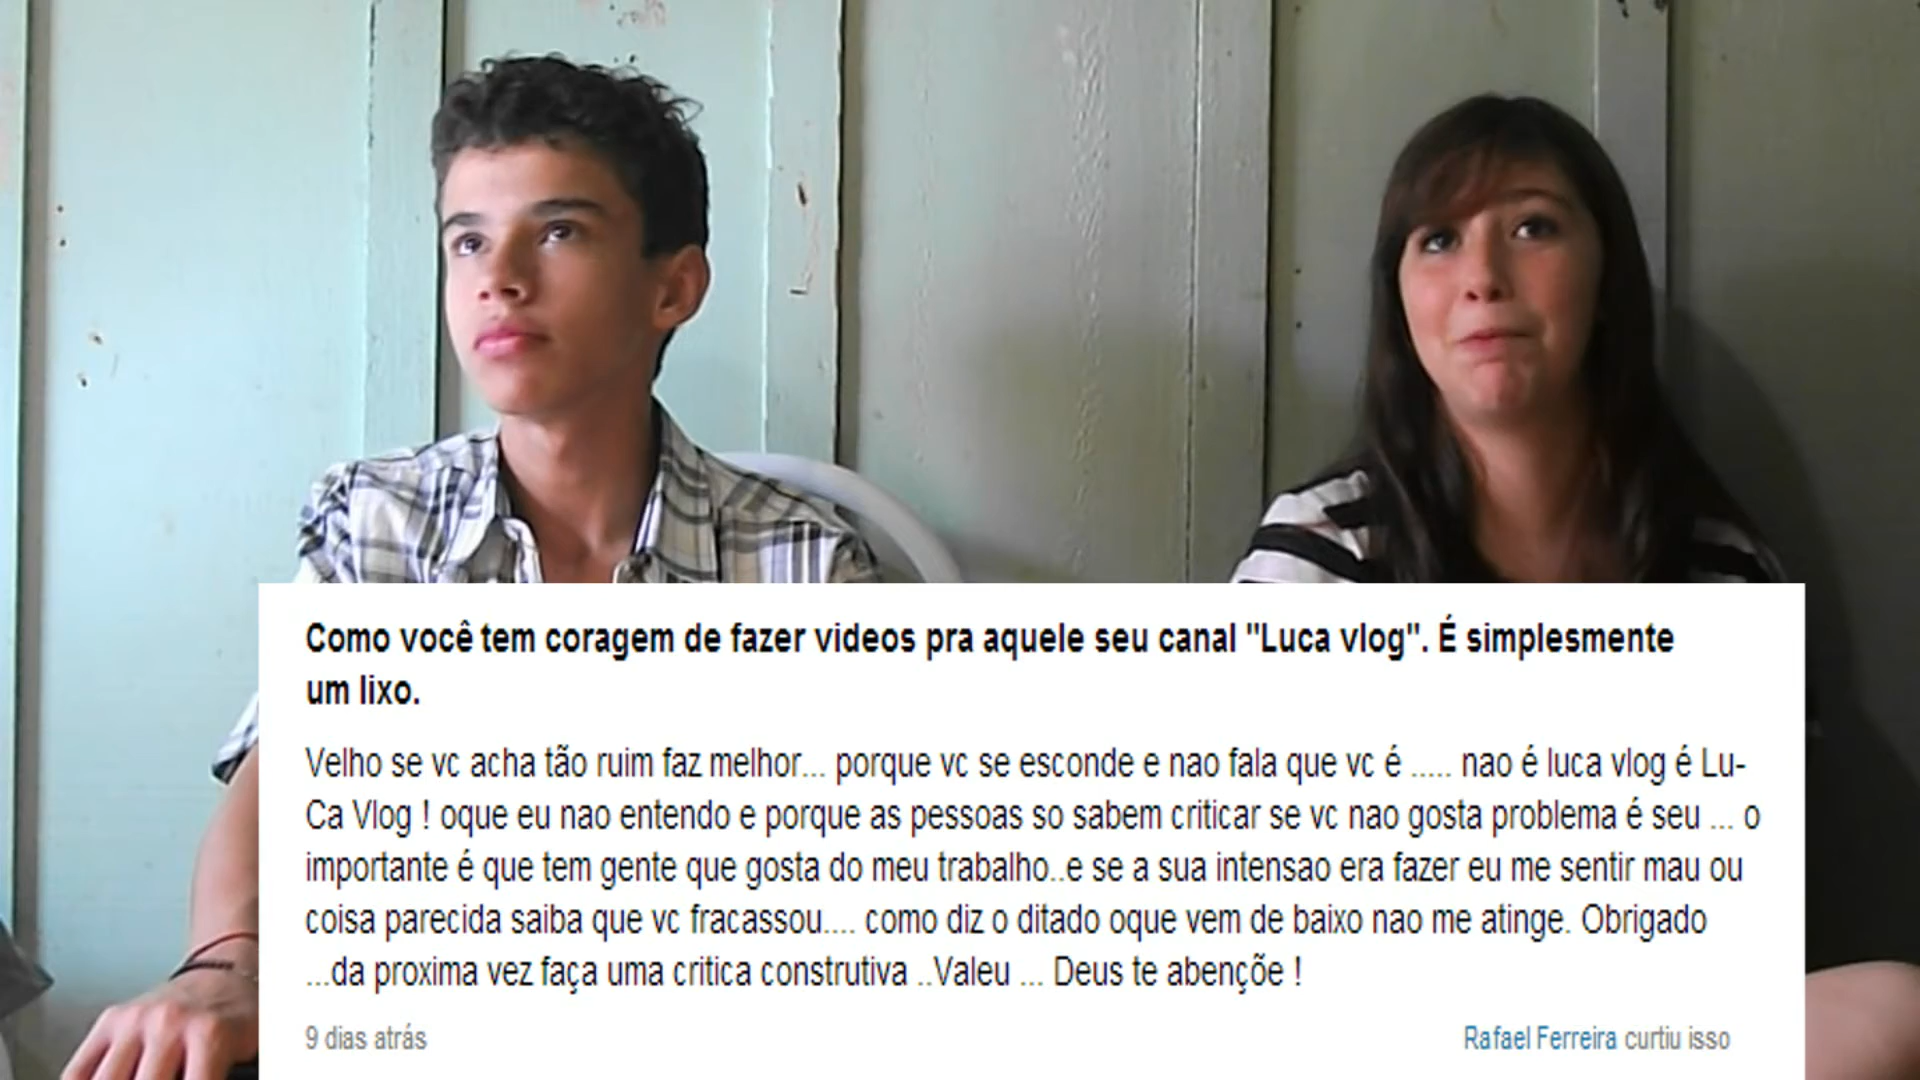 Como você tem coragem de fazer videos pra aquele seu canal "Luca vlog". É simplesmente
um lixo.
Velho se vc acha tão ruim faz melhor... porque vc se esconde e nao fala que vc é ..... nao é luca vlog é Lu-
Ca Vlog ! oque eu nao entendo e porque as pessoas so sabem criticar se vc nao gosta problema é seu ... o
importante é que tem gente que gosta do meu trabalho..e se a sua intensao era fazer eu me sentir mau ou
coisa parecida saiba que vc fracassou.... como diz o ditado oque vem de baixo nao me atinge. Obrigado
...da proxima vez faça uma critica construtiva ..Valeu ... Deus te abençõe !
9 dias atrás
Rafael Ferreira curtiu isso